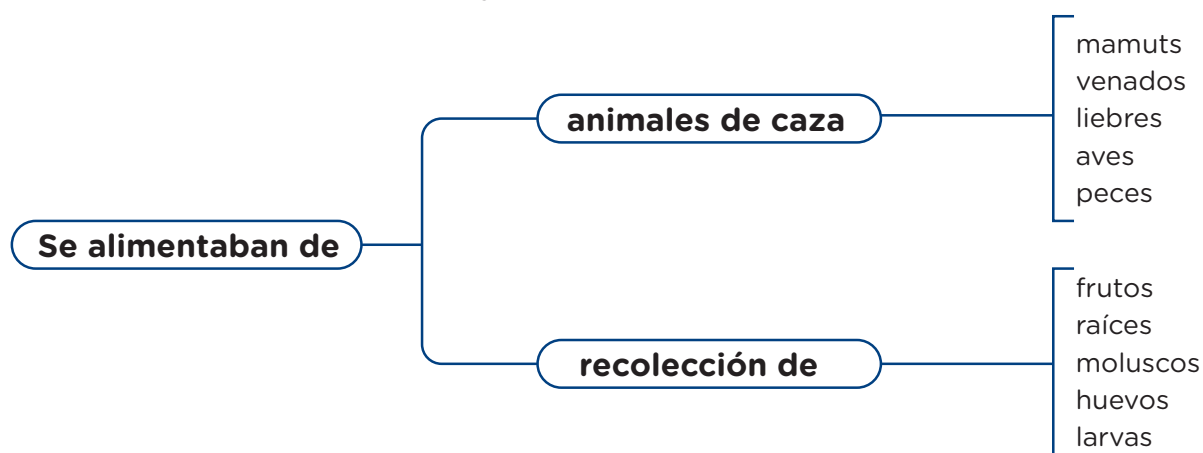 Se alimentaban de
animales de caza
mamuts
venados
liebres
aves
peces
recolección de
frutos
raíces
moluscos
huevos
larvas